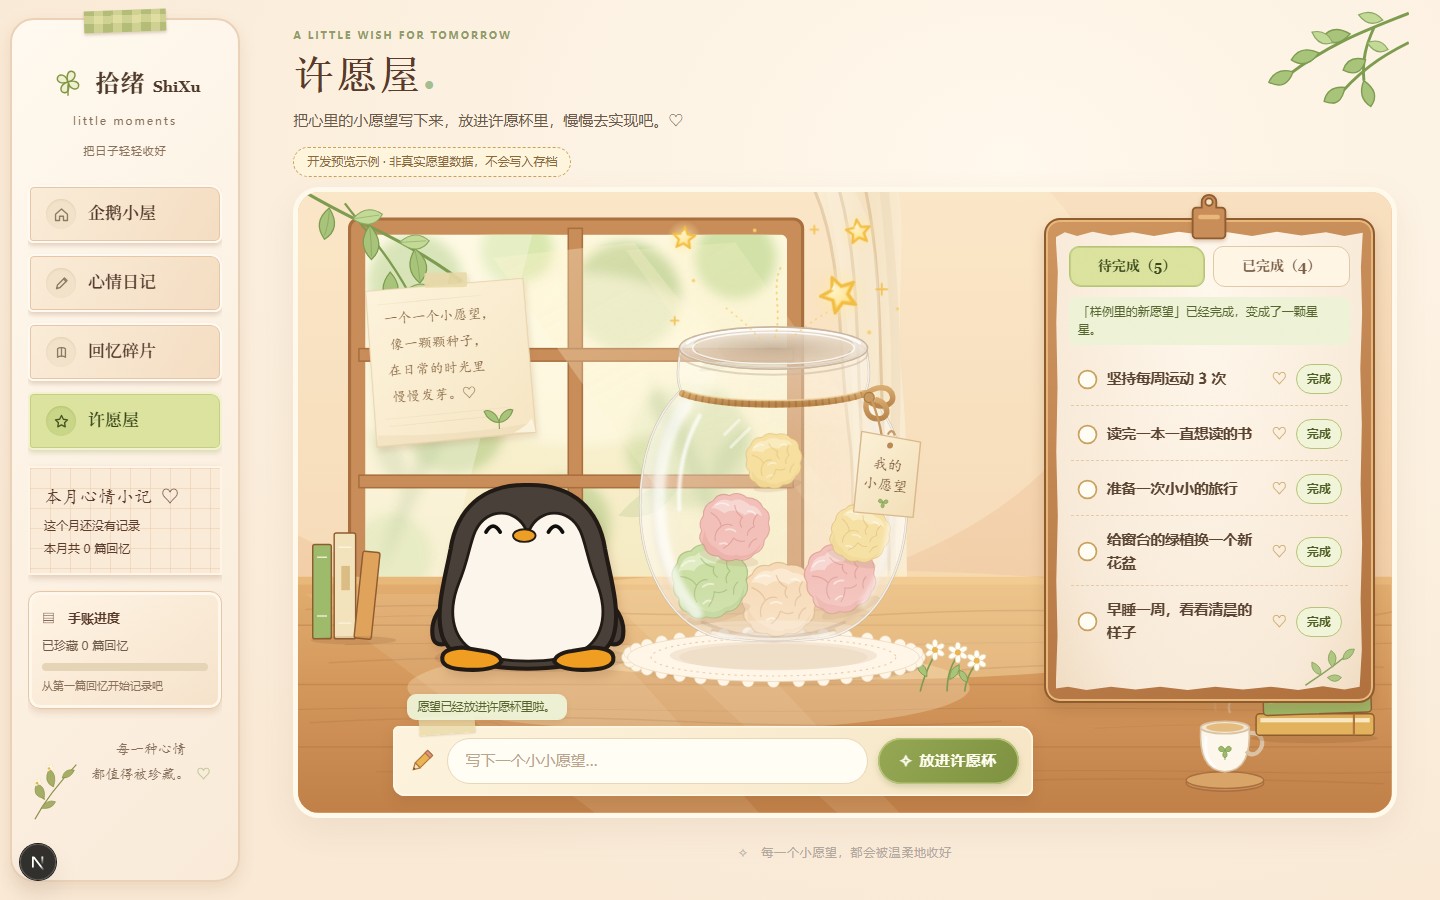 拾绪 ShiXu
little moments
把日子轻轻收好
企鹅小屋
心情日记
回忆碎片
许愿屋
本月心情小记 ♡
这个月还没有记录
本月共 0 篇回忆
手账进度
已珍藏 0 篇回忆
从第一篇回忆开始记录吧
每一种心情
都值得被珍藏。 ♡
N
A LITTLE WISH FOR TOMORROW
许愿屋
把心里的小愿望写下来，放进许愿杯里，慢慢去实现吧。♡
开发预览示例 · 非真实愿望数据，不会写入存档
一个一个小愿望，
像一颗颗种子，
在日常的时光里
慢慢发芽。♡
我的
小愿望
愿望已经放进许愿杯里啦。
写下一个小小愿望...
✧ 放进许愿杯
待完成（5）
已完成（4）
「样例里的新愿望」已经完成，变成了一颗星
星。
坚持每周运动 3 次 ♡ 完成
读完一本一直想读的书 ♡ 完成
准备一次小小的旅行 ♡ 完成
给窗台的绿植换一个新
花盆 ♡ 完成
早睡一周，看看清晨的
样子 ♡ 完成
✧ 每一个小愿望，都会被温柔地收好